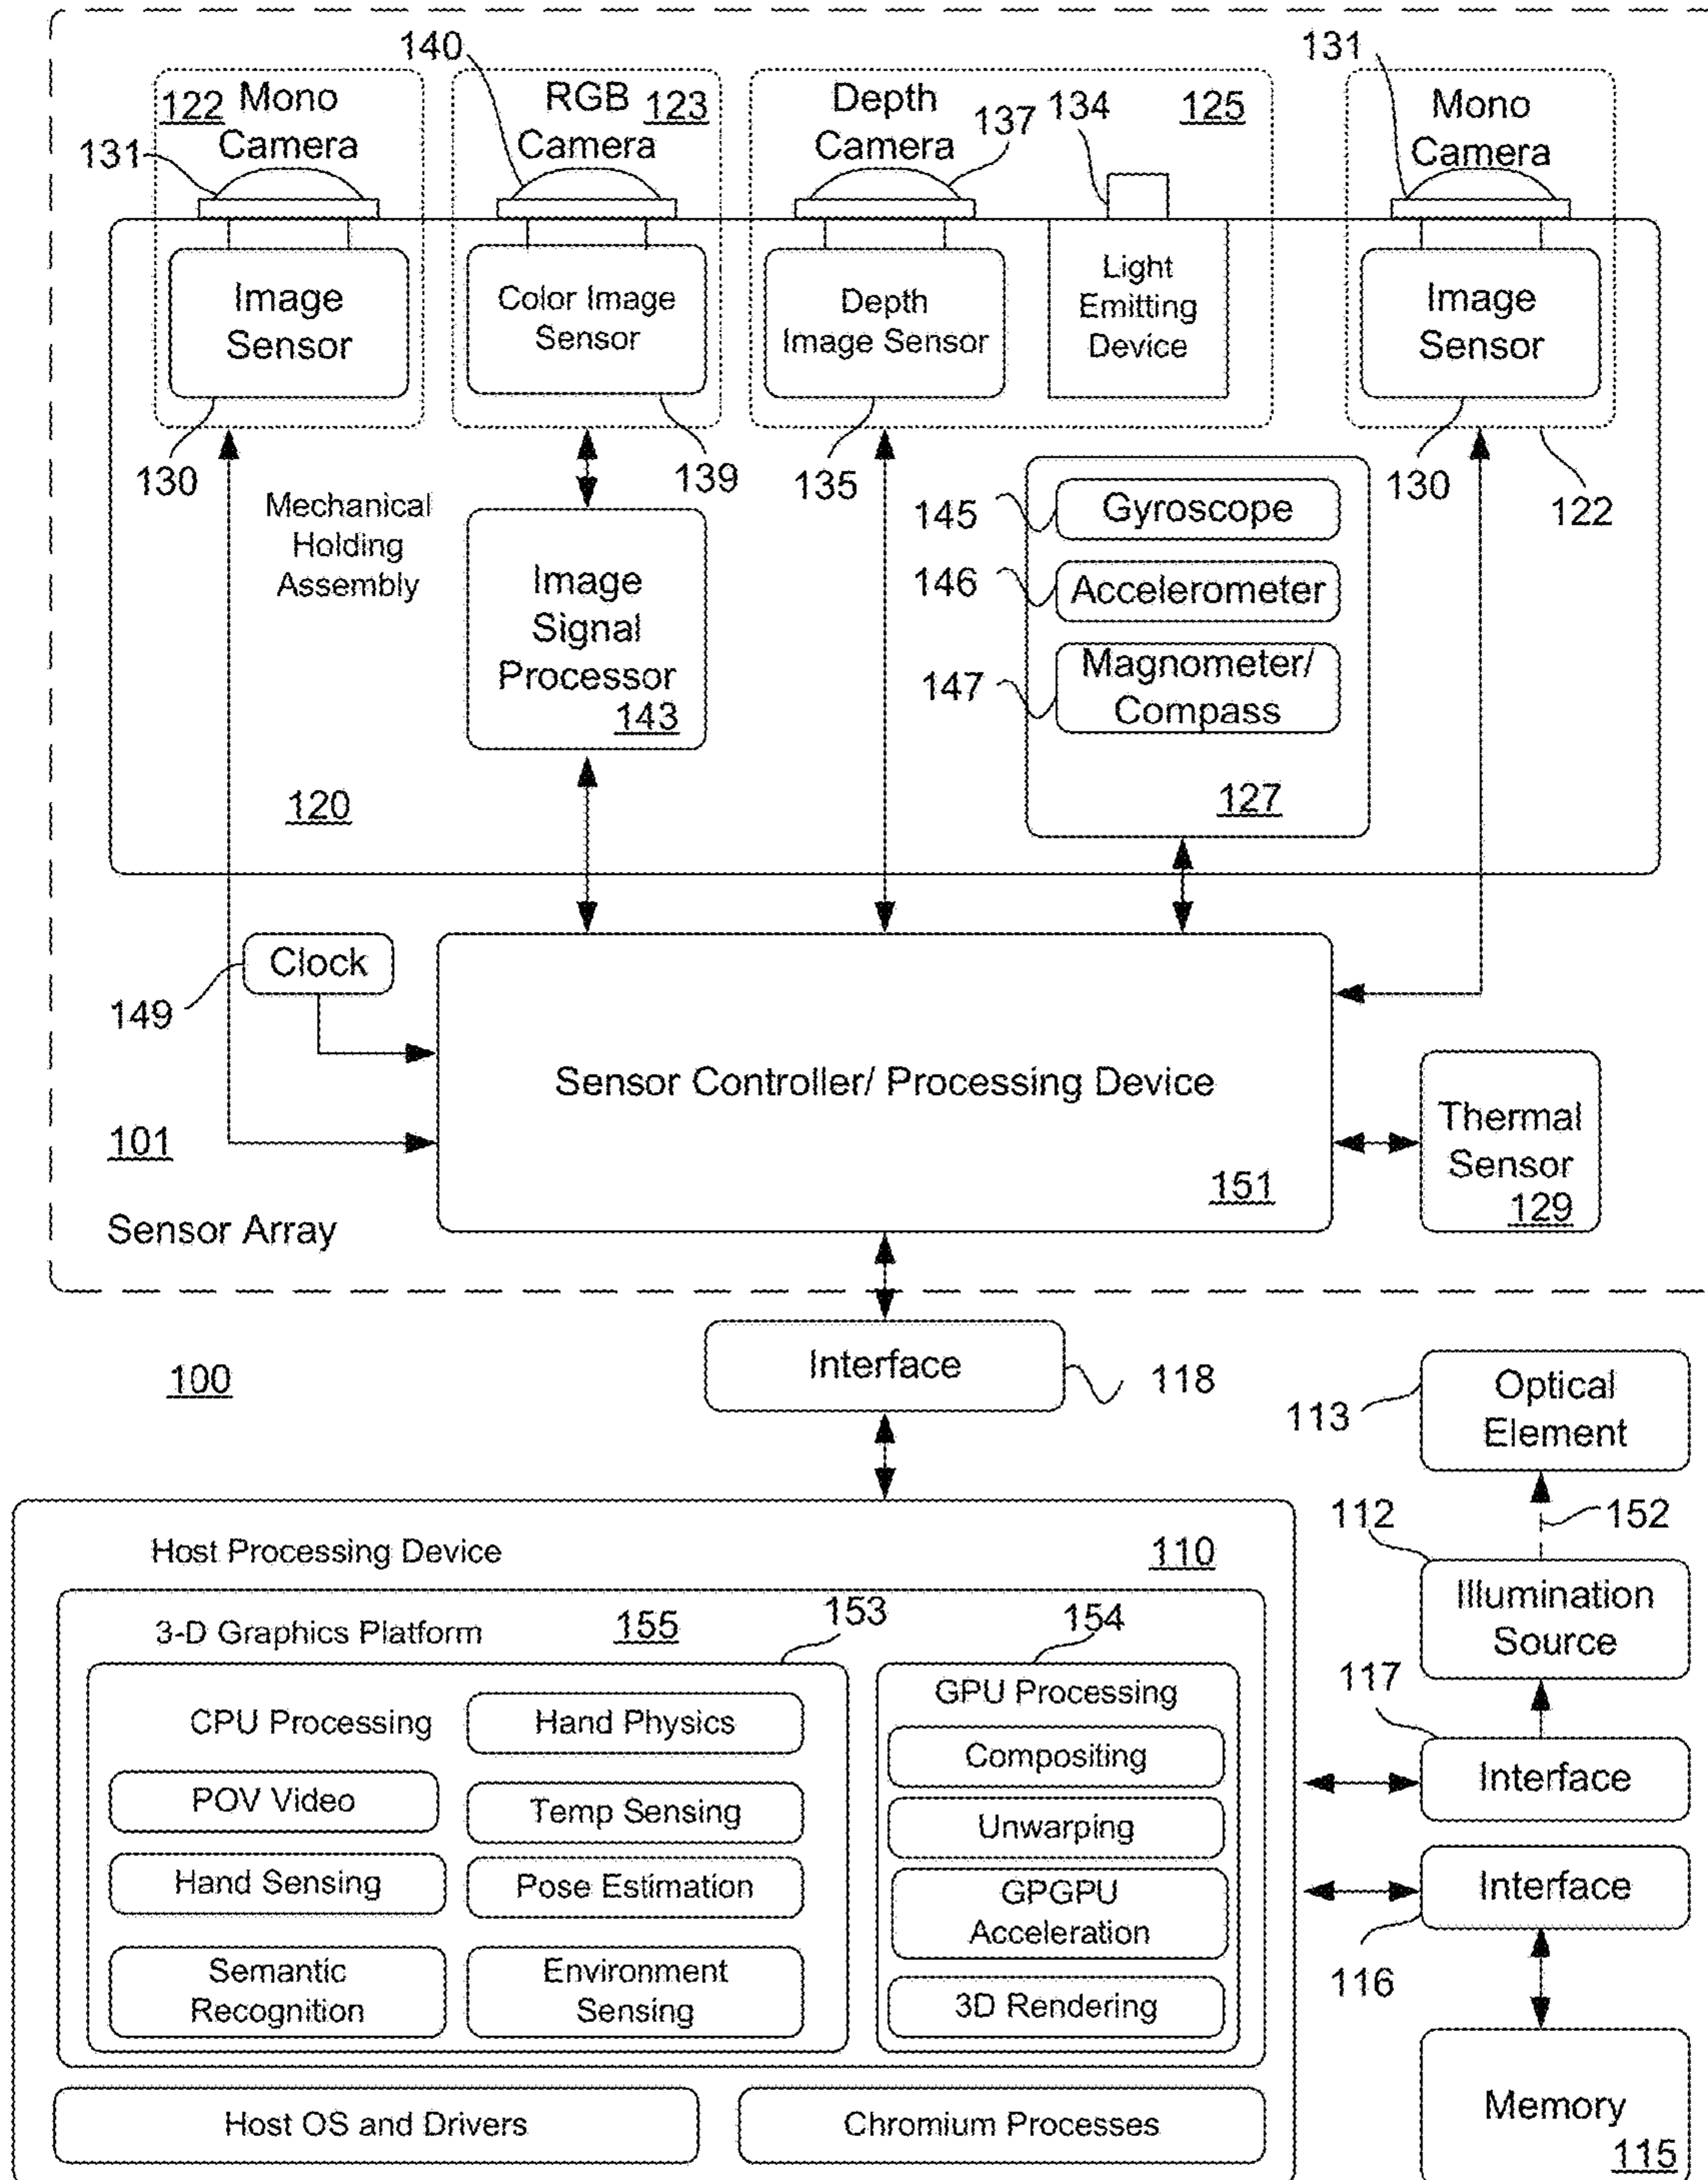 140
131
122
Mono
Camera
RGB
Camera
123
Depth
Camera
137
134
125
Mono
Camera
131
Image
Sensor
Color Image
Sensor
Depth
Image Sensor
Light
Emitting
Device
Image
Sensor
130
139
135
130
122
Mechanical
Holding
Assembly
Image
Signal
Processor
143
145
Gyroscope
146
Accelerometer
147
Magnometer/
Compass
127
120
Clock
149
Sensor Controller/ Processing Device
151
Thermal
Sensor
129
101
Sensor Array
Interface
118
100
Optical
Element
113
152
112
Illumination
Source
117
Interface
Interface
116
Memory
115
Host Processing Device
110
3-D Graphics Platform
155
153
154
CPU Processing
Hand Physics
POV Video
Temp Sensing
Hand Sensing
Pose Estimation
Semantic
Recognition
Environment
Sensing
GPU Processing
Compositing
Unwarping
GPGPU
Acceleration
3D Rendering
Host OS and Drivers
Chromium Processes